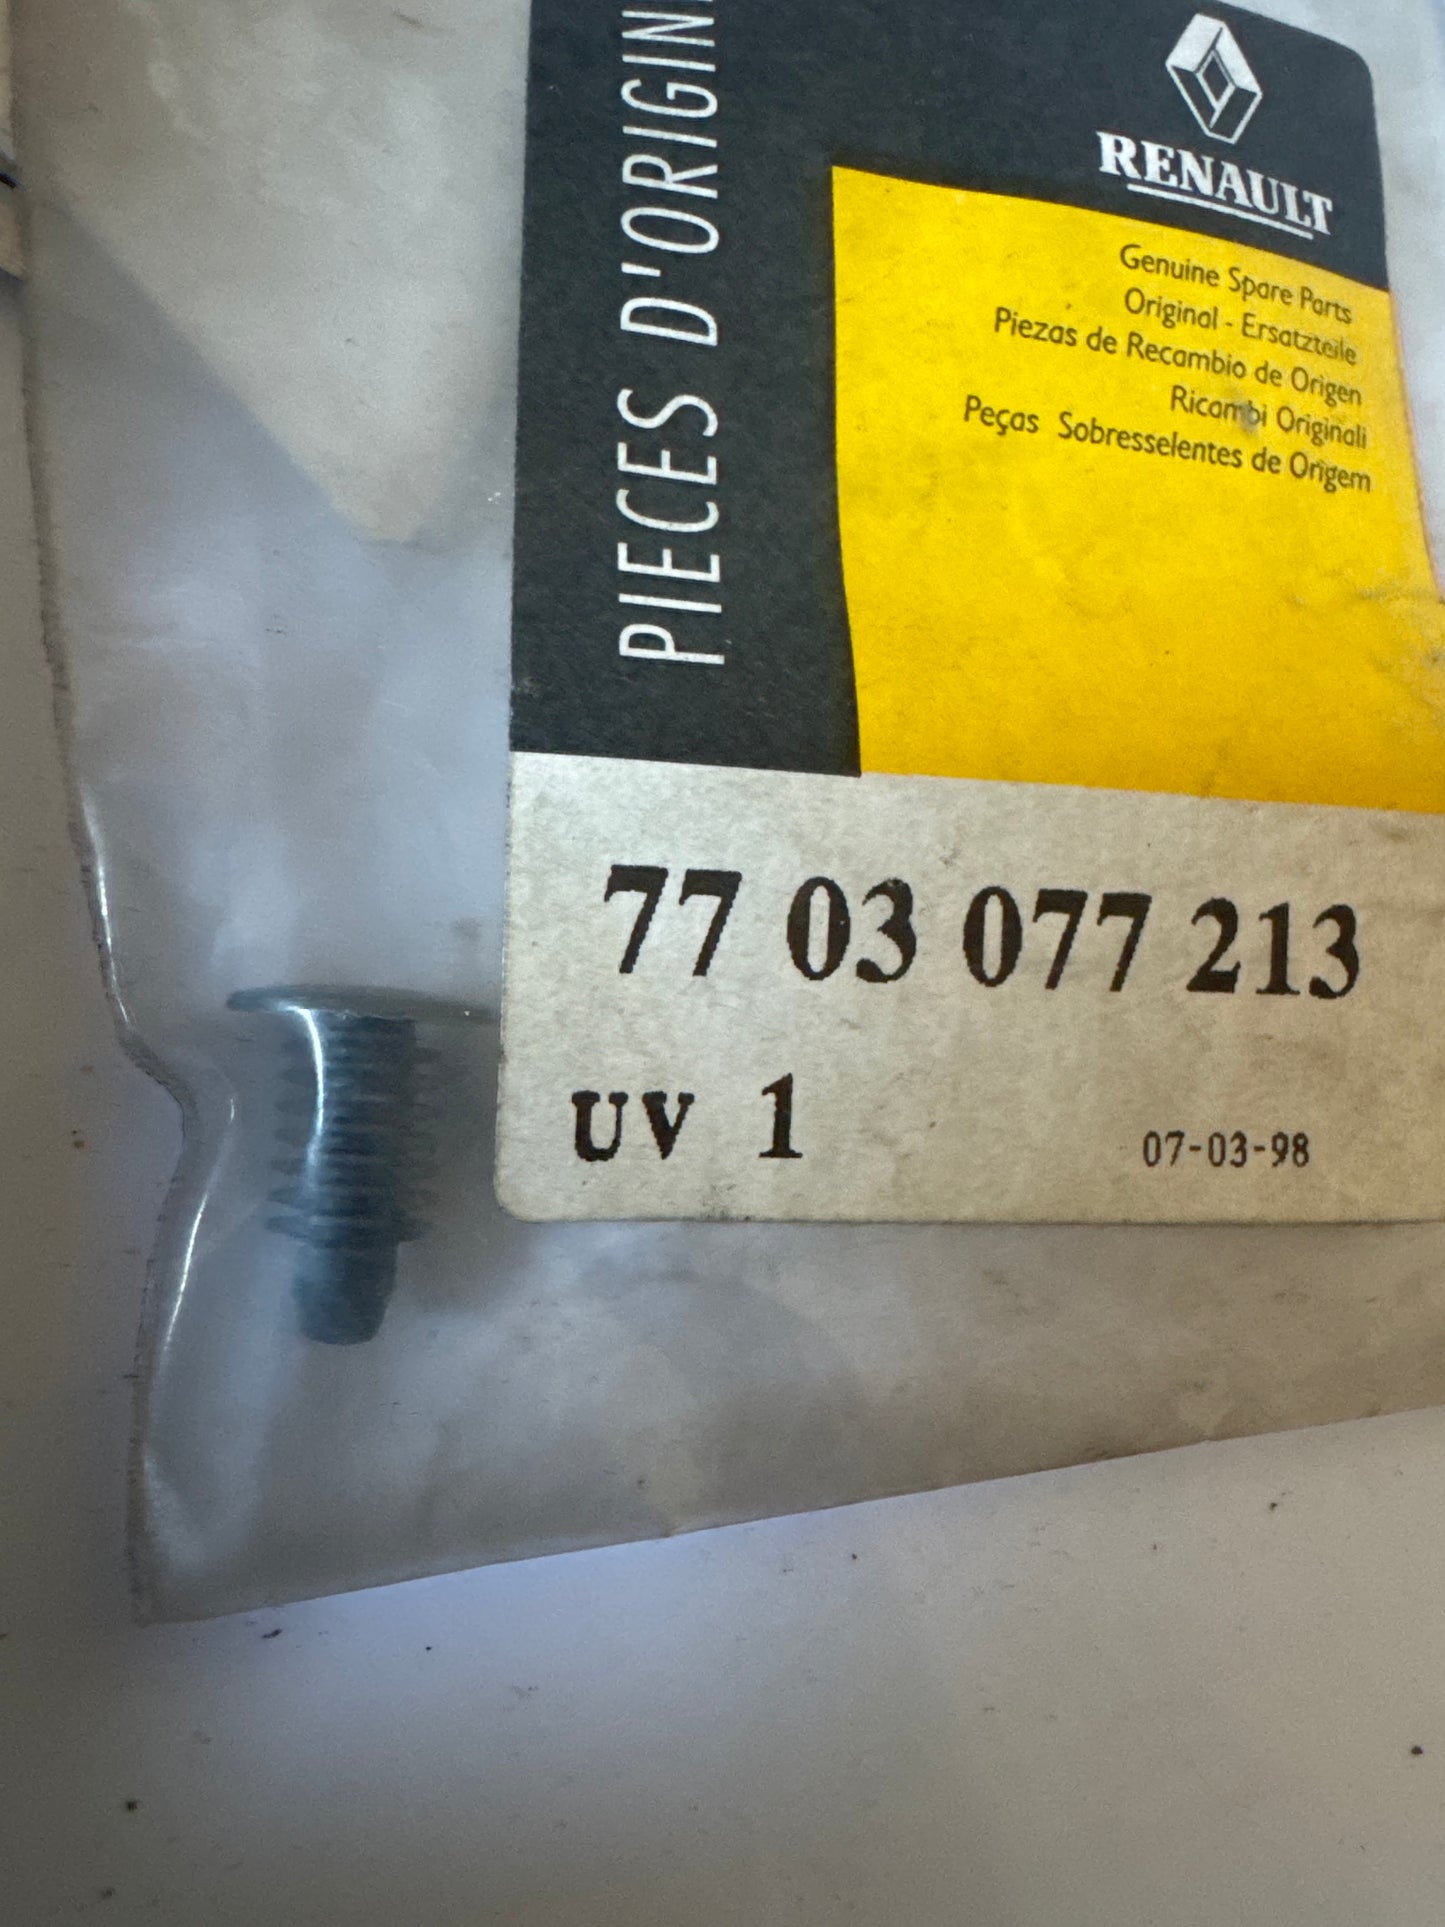 PIECES D'ORIGIN
RENAULT
Genuine Spare Parts
Original - Ersatzteile
Piezas de Recambio de Origen
Ricambi Originali
Peças Sobresselentes de Origem
77 03 077 213
UV 1
07-03-98